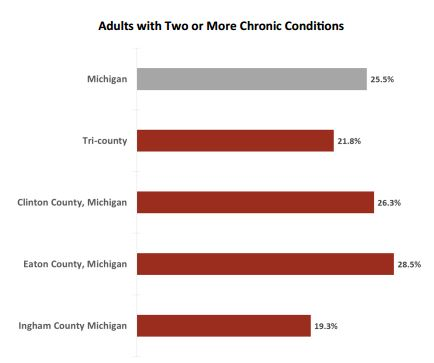 Adults with Two or More Chronic Conditions
Michigan
25.5%
Tri-county
21.8%
Clinton County, Michigan
26.3%
Eaton County, Michigan
28.5%
Ingham County Michigan
19.3%